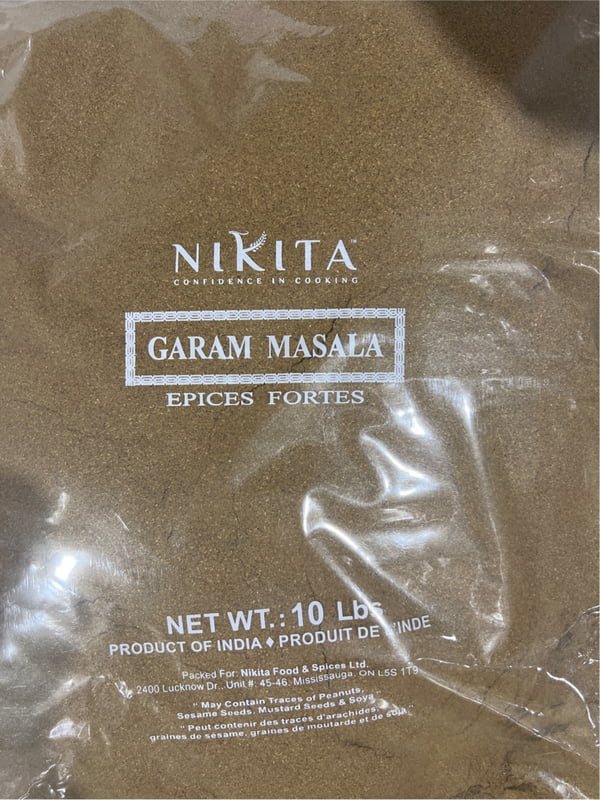 NIKITA™
CONFIDENCE IN COOKING
GARAM MASALA
EPICES FORTES
NET WT.: 10 Lbs
PRODUCT OF INDIA ♦ PRODUIT DE L'INDE
Packed For: Nikita Food & Spices Ltd.
2400 Lucknow Dr., Unit #: 45-46, Mississauga, ON L5S 1T9
" May Contain Traces of Peanuts,
Sesame Seeds, Mustard Seeds & Soya "
" Peut contenir des traces d'arachides,
graines de sésame, graines de moutarde et de soja "